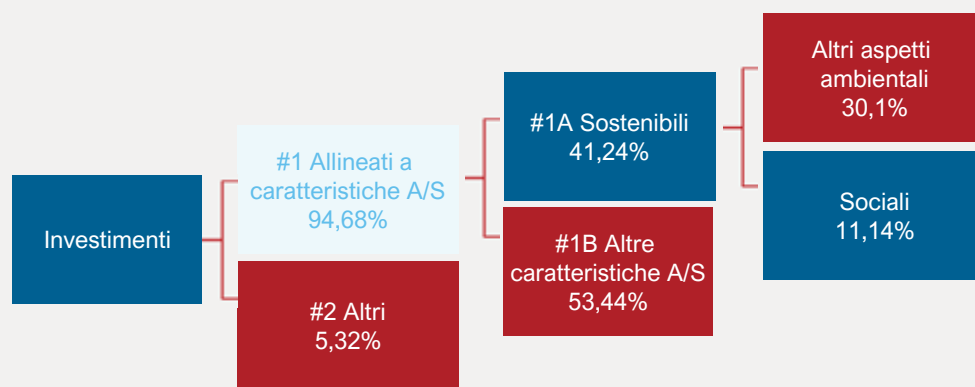 Investimenti
#1 Allineati a
caratteristiche A/S
94,68%
#2 Altri
5,32%
#1A Sostenibili
41,24%
#1B Altre
caratteristiche A/S
53,44%
Altri aspetti
ambientali
30,1%
Sociali
11,14%